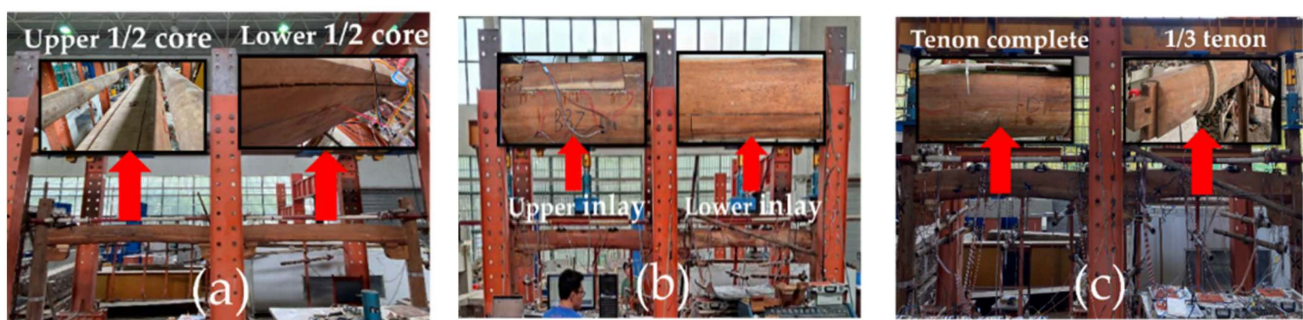 Upper 1/2 core
Lower 1/2 core
(a)
Upper inlay
Lower inlay
(b)
Tenon complete
1/3 tenon
(c)